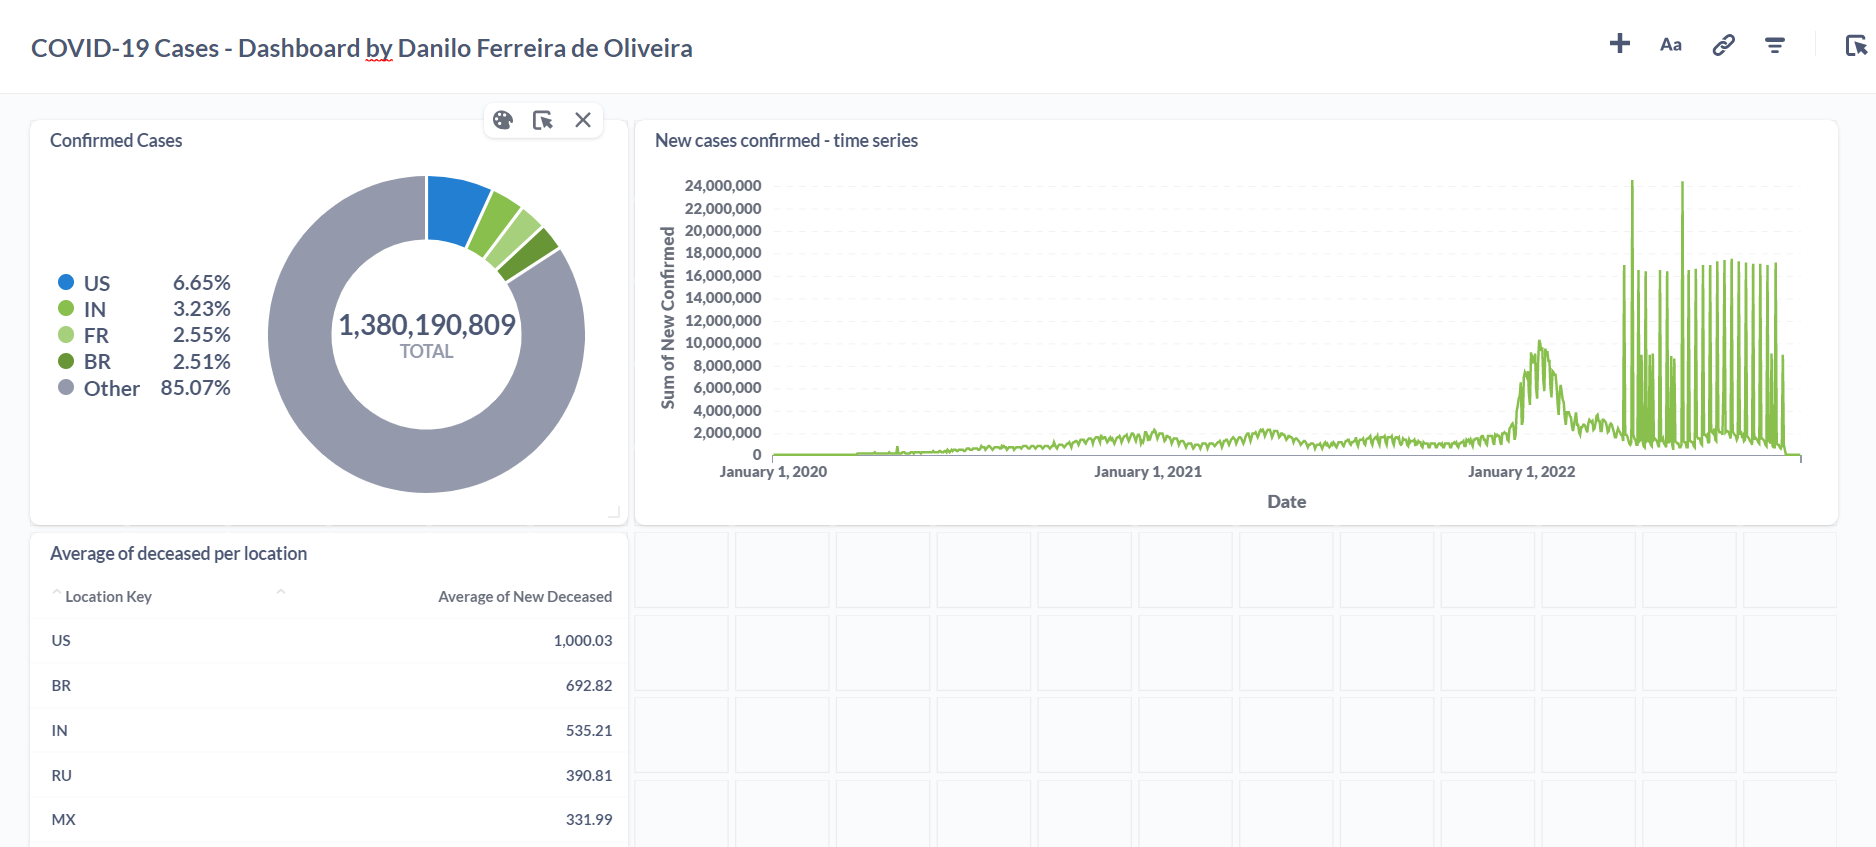 COVID-19 Cases - Dashboard by Danilo Ferreira de Oliveira
Aa
Confirmed Cases
US 6.65%
IN 3.23%
FR 2.55%
BR 2.51%
Other 85.07%
1,380,190,809
TOTAL
New cases confirmed - time series
Sum of New Confirmed
24,000,000
22,000,000
20,000,000
18,000,000
16,000,000
14,000,000
12,000,000
10,000,000
8,000,000
6,000,000
4,000,000
2,000,000
0
January 1, 2020
January 1, 2021
January 1, 2022
Date
Average of deceased per location
Location Key Average of New Deceased
US 1,000.03
BR 692.82
IN 535.21
RU 390.81
MX 331.99